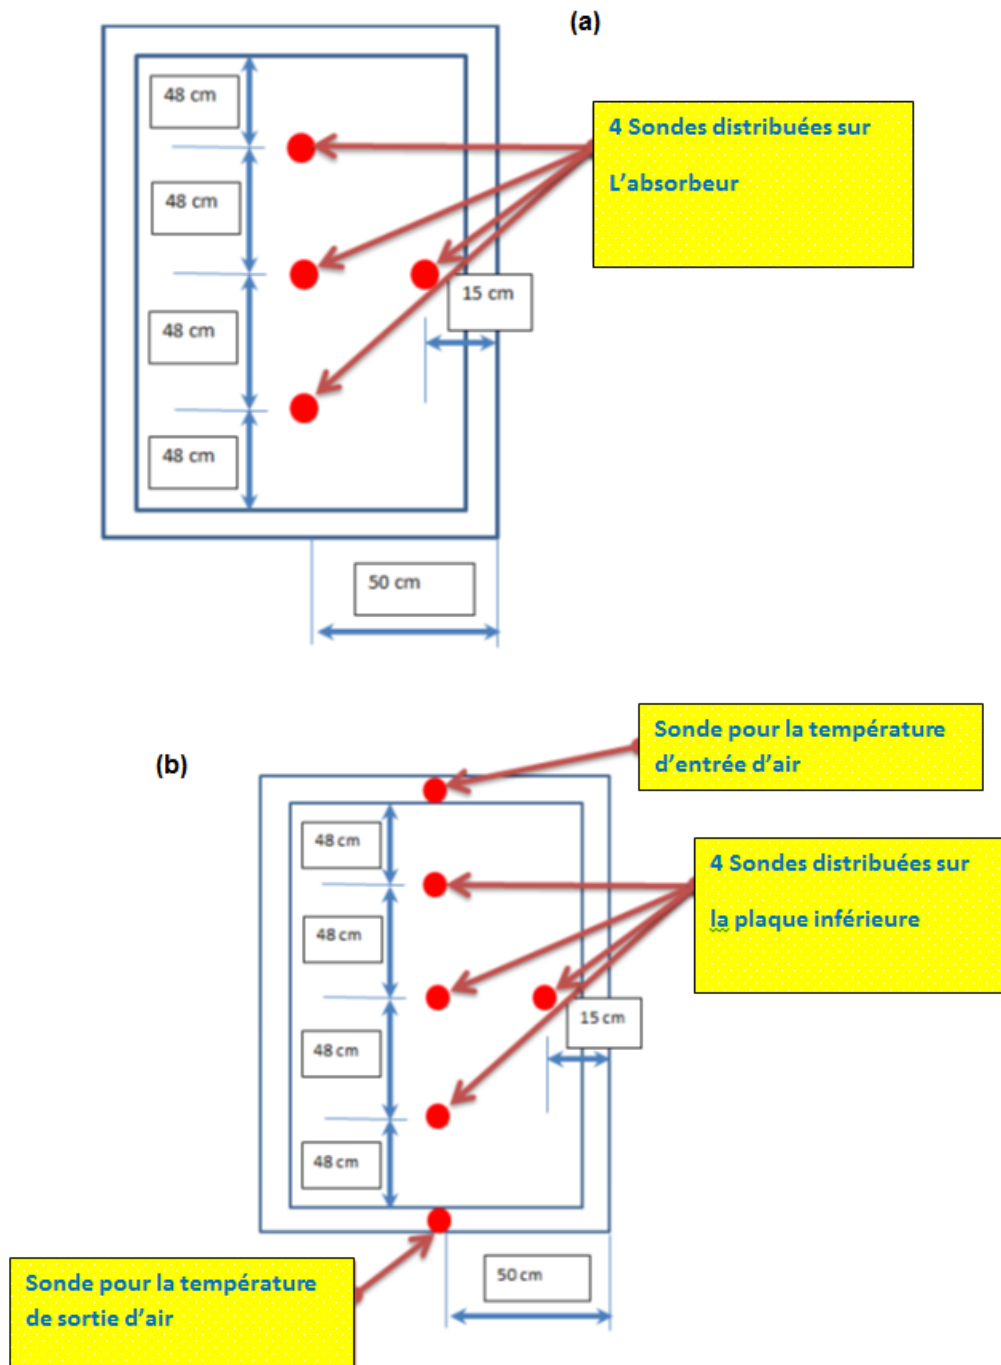 (a)
48 cm
4 Sondes distribuées sur
L'absorbeur
48 cm
15 cm
48 cm
48 cm
50 cm
Sonde pour la température
d'entrée d'air
(b)
48 cm
4 Sondes distribuées sur
la plaque inférieure
48 cm
15 cm
48 cm
48 cm
50 cm
Sonde pour la température
de sortie d'air